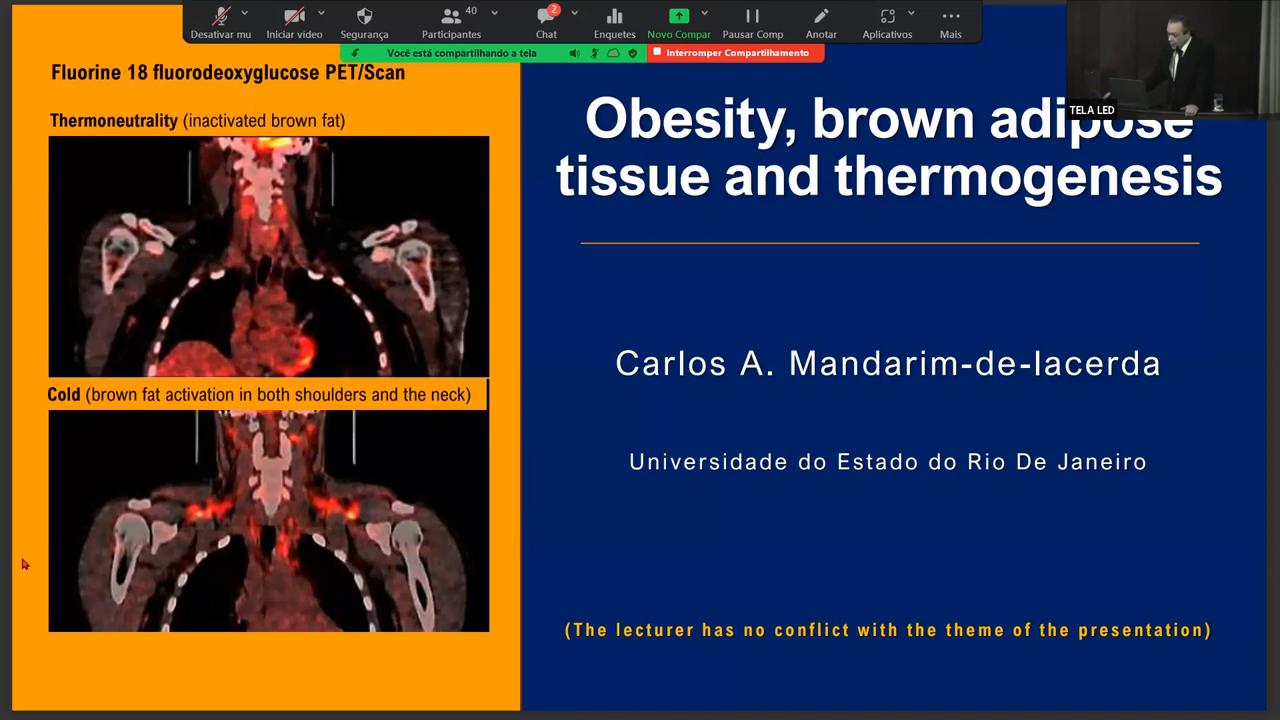 40
2
Desativar mu
Iniciar vídeo
Segurança
Participantes
Chat
Enquetes
Novo Compar
Pausar Comp
Anotar
Aplicativos
Mais
Você está compartilhando a tela
Interromper Compartilhamento
TELA LED
Fluorine 18 fluorodeoxyglucose PET/Scan
Thermoneutrality (inactivated brown fat)
Cold (brown fat activation in both shoulders and the neck)
Obesity, brown adipose
tissue and thermogenesis
Carlos A. Mandarim-de-lacerda
Universidade do Estado do Rio De Janeiro
(The lecturer has no conflict with the theme of the presentation)